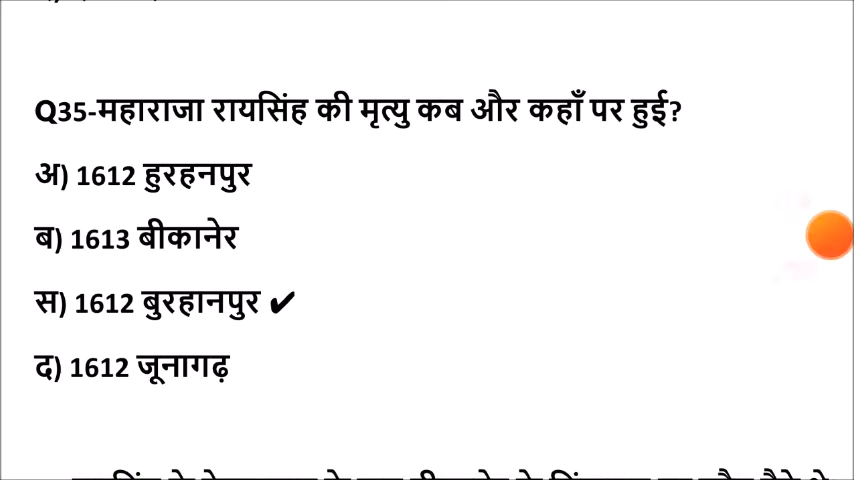 Q35-महाराजा रायसिंह की मृत्यु कब और कहाँ पर हुई?
अ) 1612 हुरहनपुर
ब) 1613 बीकानेर
स) 1612 बुरहानपुर ✔
द) 1612 जूनागढ़